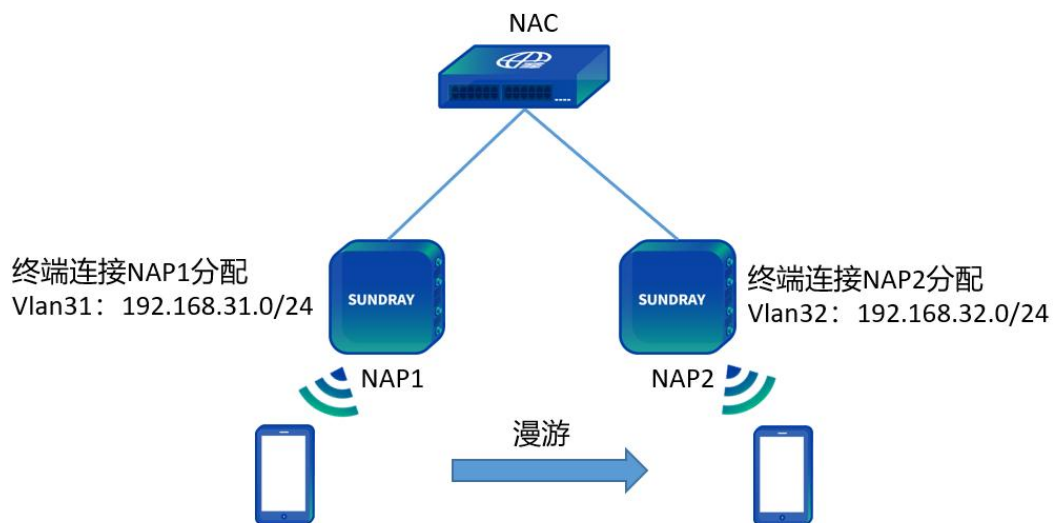 NAC
终端连接NAP1分配
Vlan31：192.168.31.0/24
SUNDRAY
NAP1
SUNDRAY
NAP2
终端连接NAP2分配
Vlan32：192.168.32.0/24
漫游